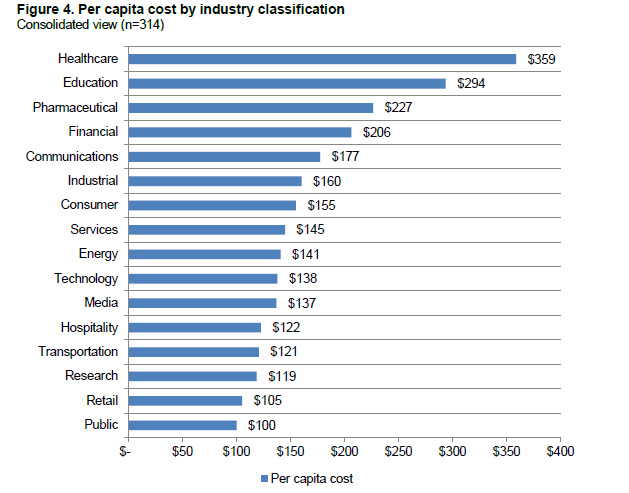 Figure 4. Per capita cost by industry classification
Consolidated view (n=314)
Healthcare $359
Education $294
Pharmaceutical $227
Financial $206
Communications $177
Industrial $160
Consumer $155
Services $145
Energy $141
Technology $138
Media $137
Hospitality $122
Transportation $121
Research $119
Retail $105
Public $100
$- $50 $100 $150 $200 $250 $300 $350 $400
Per capita cost